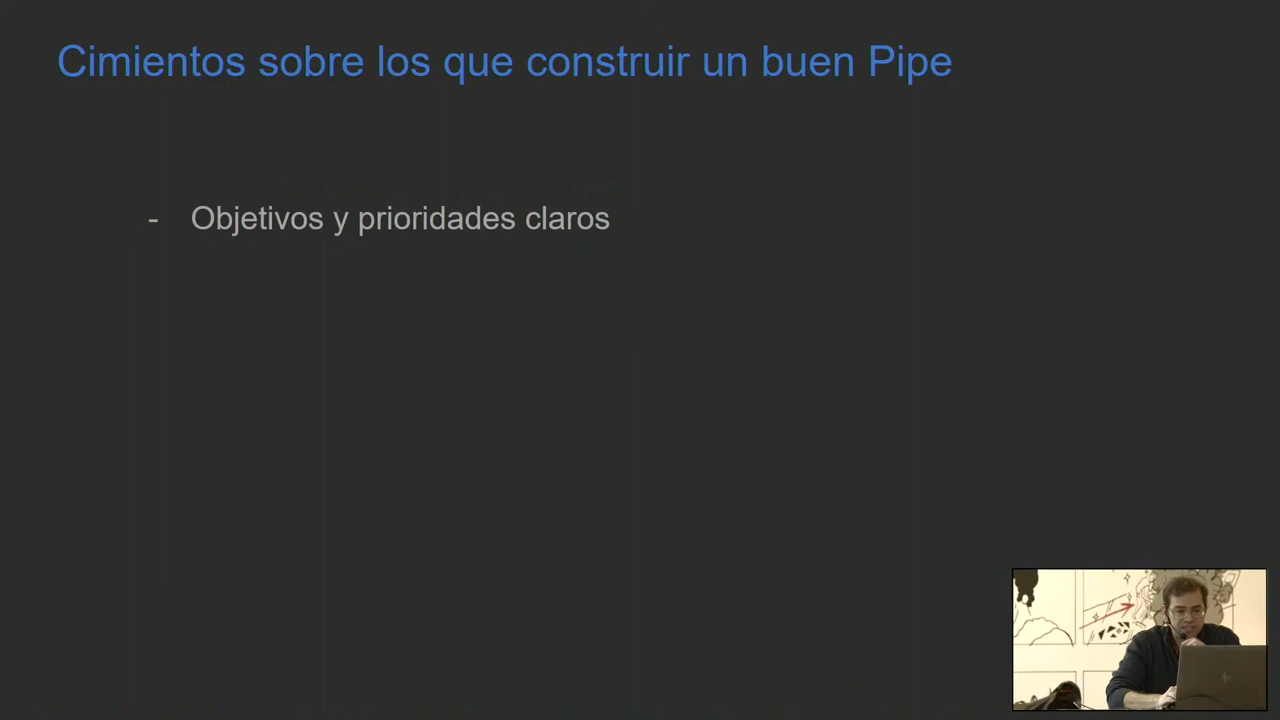 Cimientos sobre los que construir un buen Pipe
- Objetivos y prioridades claros